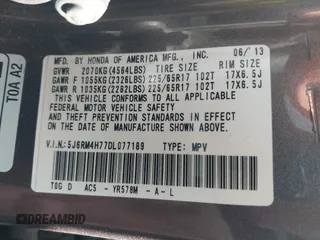 MFD. BY HONDA OF AMERICA MFG., INC. 06/13
GVWR 2070KG(4564LBS) TIRE SIZE RIM SIZE
GAWR F 1055KG(2326LBS) 225/65R17 102T 17X6.5J
GAWR R 1035KG(2282LBS) 225/65R17 102T 17X6.5J
THIS VEHICLE CONFORMS TO ALL APPLICABLE
FEDERAL MOTOR VEHICLE SAFETY AND THEFT
PREVENTION STANDARDS IN EFFECT ON THE DATE
OF MANUFACTURE SHOWN ABOVE.
V.I.N.: 5J6RM4H77DL077189 TYPE: MPV
T0G D AC5 - YR578M - A - L
T0A A2
DREAMBID